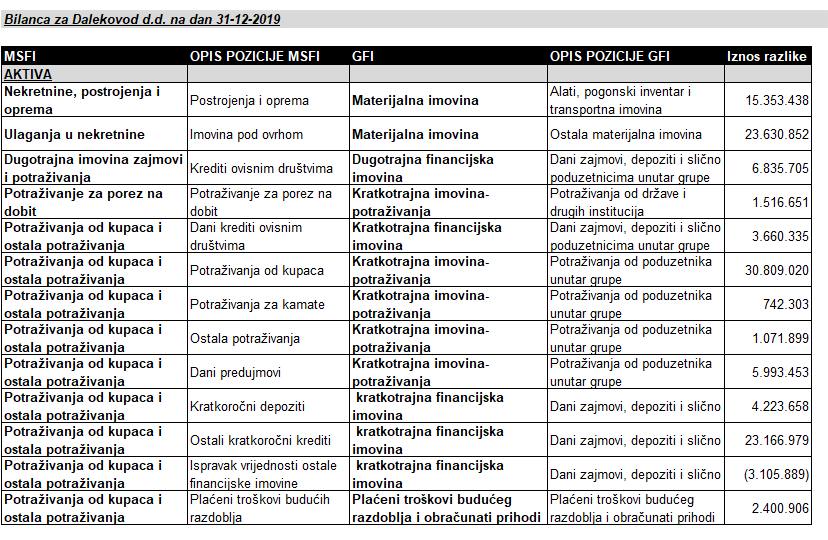 Bilanca za Dalekovod d.d. na dan 31-12-2019
MSFI OPIS POZICIJE MSFI GFI OPIS POZICIJE GFI Iznos razlike
AKTIVA
Nekretnine, postrojenja i
oprema Postrojenja i oprema Materijalna imovina Alati, pogonski inventar i
transportna imovina 15.353.438
Ulaganja u nekretnine Imovina pod ovrhom Materijalna imovina Ostala materijalna imovina 23.630.852
Dugotrajna imovina zajmovi
i potraživanja Krediti ovisnim društvima Dugotrajna financijska
imovina Dani zajmovi, depoziti i slično
poduzetnicima unutar grupe 6.835.705
Potraživanje za porez na
dobit Potraživanje za porez na
dobit Kratkotrajna imovina-
potraživanja Potraživanja od države i
drugih institucija 1.516.651
Potraživanja od kupaca i
ostala potraživanja Dani krediti ovisnim
društvima Kratkotrajna financijska
imovina Dani zajmovi, depoziti i slično
poduzetnicima unutar grupe 3.660.335
Potraživanja od kupaca i
ostala potraživanja Potraživanja od kupaca Kratkotrajna imovina-
potraživanja Potraživanja od poduzetnika
unutar grupe 30.809.020
Potraživanja od kupaca i
ostala potraživanja Potraživanja za kamate Kratkotrajna imovina-
potraživanja Potraživanja od poduzetnika
unutar grupe 742.303
Potraživanja od kupaca i
ostala potraživanja Ostala potraživanja Kratkotrajna imovina-
potraživanja Potraživanja od poduzetnika
unutar grupe 1.071.899
Potraživanja od kupaca i
ostala potraživanja Dani predujmovi Kratkotrajna imovina-
potraživanja Potraživanja od poduzetnika
unutar grupe 5.993.453
Potraživanja od kupaca i
ostala potraživanja Kratkoročni depoziti kratkotrajna financijska
imovina Dani zajmovi, depoziti i slično 4.223.658
Potraživanja od kupaca i
ostala potraživanja Ostali kratkoročni krediti kratkotrajna financijska
imovina Dani zajmovi, depoziti i slično 23.166.979
Potraživanja od kupaca i
ostala potraživanja Ispravak vrijednosti ostale
financijske imovine kratkotrajna financijska
imovina Dani zajmovi, depoziti i slično (3.105.889)
Potraživanja od kupaca i
ostala potraživanja Plaćeni troškovi budućih
razdoblja Plaćeni troškovi budućeg
razdoblja i obračunati prihodi Plaćeni troškovi budućeg
razdoblja i obračunati prihodi 2.400.906